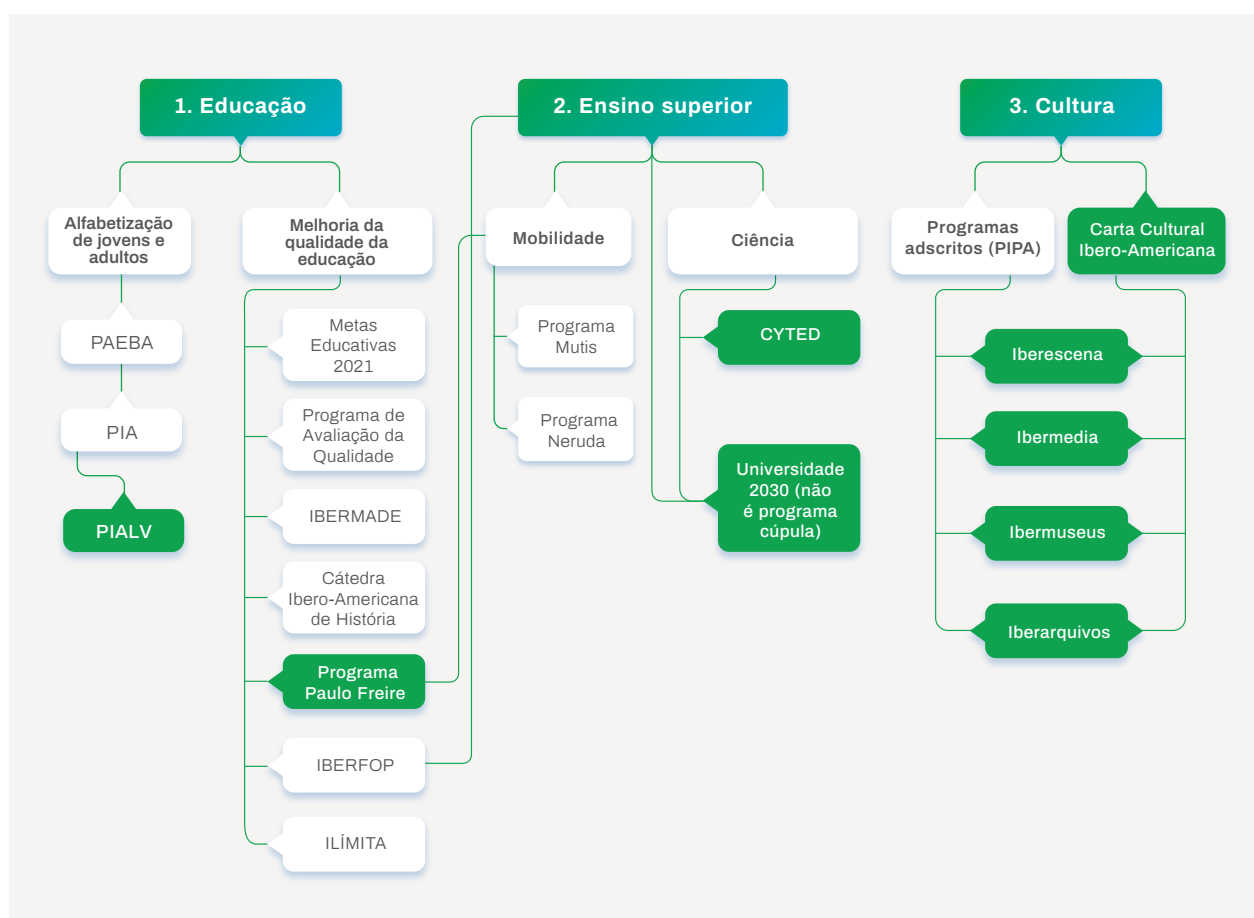 1. Educação
2. Ensino superior
3. Cultura
Alfabetização
de jovens e
adultos
Melhoria da
qualidade da
educação
Mobilidade
Ciência
Programas
adscritos (PIPA)
Carta Cultural
Ibero-Americana
PAEBA
PIA
PIALV
Metas
Educativas
2021
Programa de
Avaliação da
Qualidade
IBERMADE
Cátedra
Ibero-Americana
de História
Programa
Paulo Freire
IBERFOP
ILÍMITA
Programa
Mutis
Programa
Neruda
CYTED
Universidade
2030 (não
é programa
cúpula)
Iberescena
Ibermedia
Ibermuseus
Iberarquivos